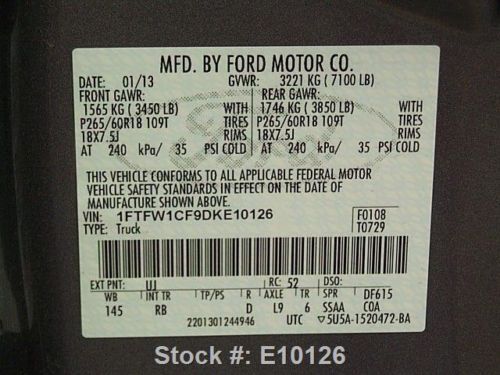 MFD. BY FORD MOTOR CO.
DATE: 01/13 GVWR: 3221 KG (7100 LB)
FRONT GAWR: REAR GAWR:
1565 KG (3450 LB) WITH 1746 KG (3850 LB) WITH
P265/60R18 109T TIRES P265/60R18 109T TIRES
18X7.5J RIMS 18X7.5J RIMS
AT 240 kPa/ 35 PSI COLD AT 240 kPa/ 35 PSI COLD
THIS VEHICLE CONFORMS TO ALL APPLICABLE FEDERAL MOTOR
VEHICLE SAFETY STANDARDS IN EFFECT ON THE DATE OF
MANUFACTURE SHOWN ABOVE.
VIN: 1FTFW1CF9DKE10126 F0108
TYPE: Truck T0729
EXT PNT: UJ RC: 52 DSO:
WB INT TR TP/PS R AXLE TR SPR DF615
145 RB D L9 6 SSAA COA
2201301244946 UTC ▽5U5A-1520472-BA
Stock #: E10126